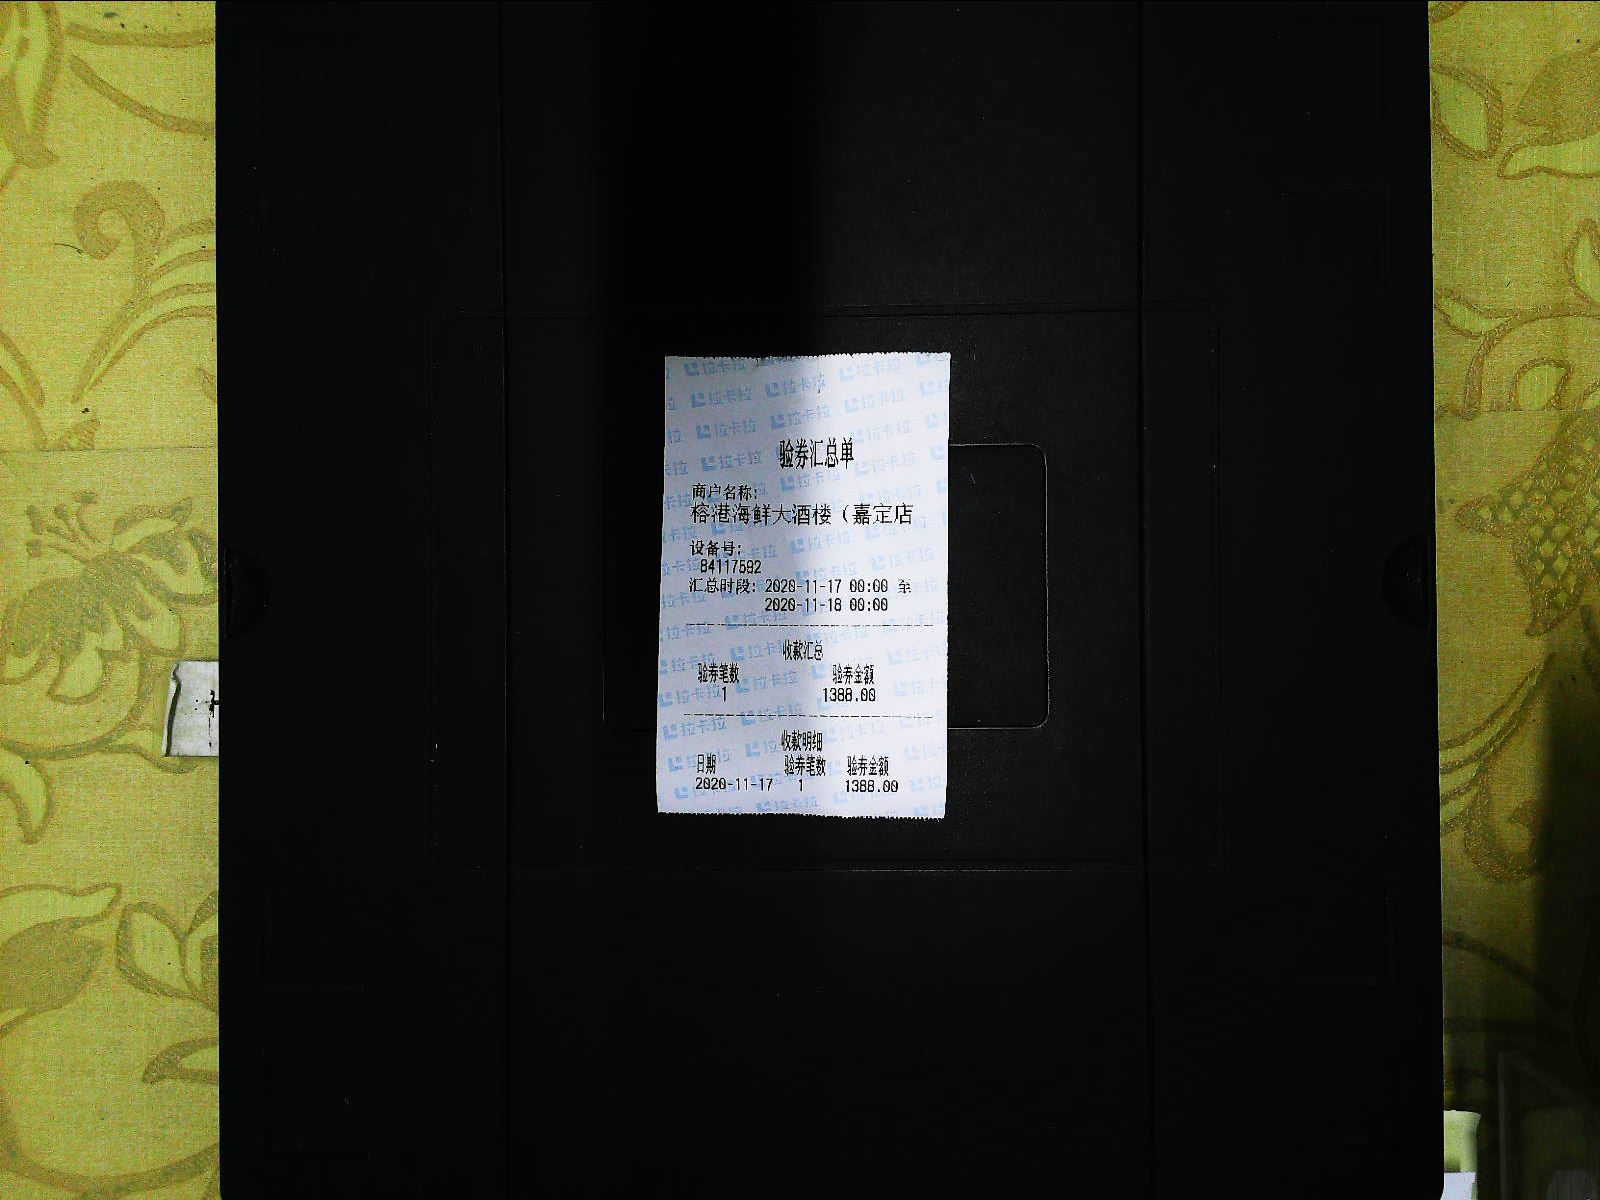 验券汇总单
商户名称:
榕港海鲜大酒楼（嘉定店
设备号:
84117592
汇总时段: 2020-11-17 00:00 至
2020-11-18 00:00
收款汇总
验券笔数 验券金额
1 1388.00
收款明细
日期 验券笔数 验券金额
2020-11-17 1 1388.00